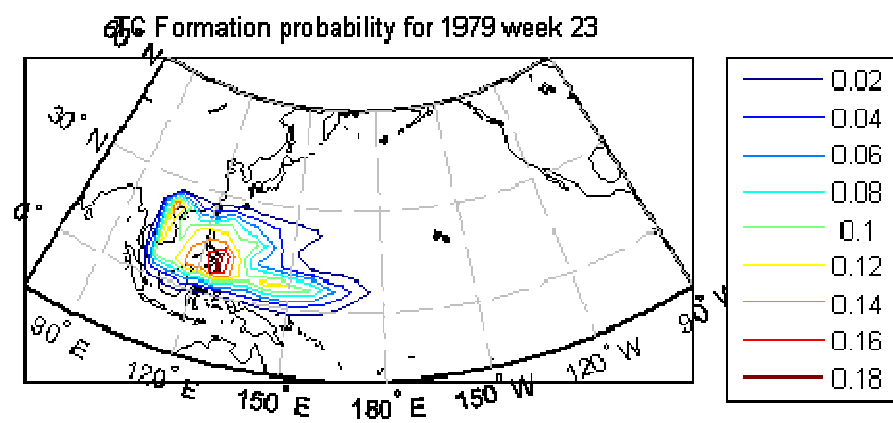 TC Formation probability for 1979 week 23
60° N
30° N
0°
90° E
120° E
150° E
180° E
150° W
120° W
90° W
0.02
0.04
0.06
0.08
0.1
0.12
0.14
0.16
0.18